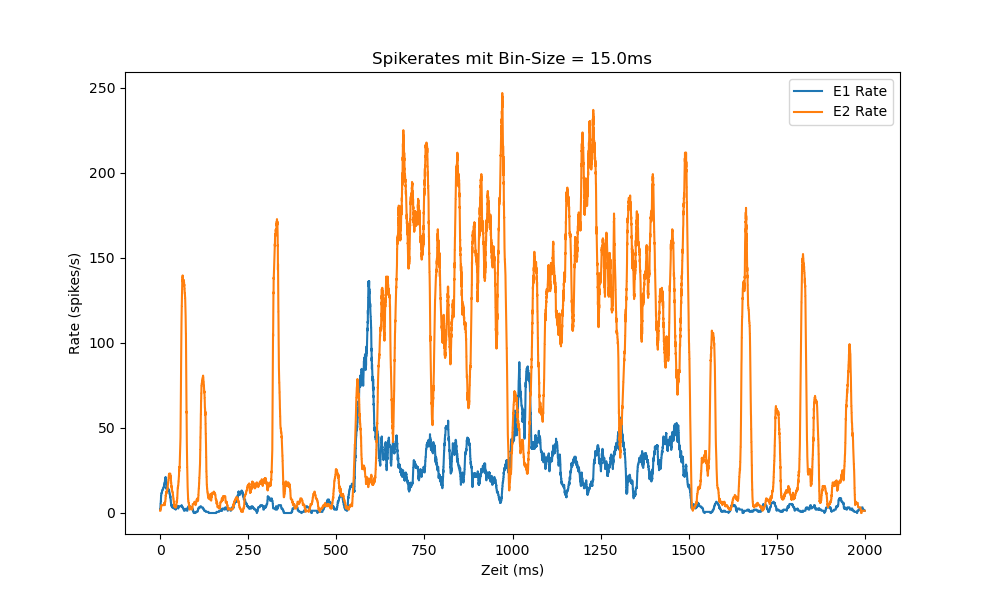 Spikerates mit Bin-Size = 15.0ms
E1 Rate
E2 Rate
250
200
150
100
50
0
Rate (spikes/s)
0 250 500 750 1000 1250 1500 1750 2000
Zeit (ms)